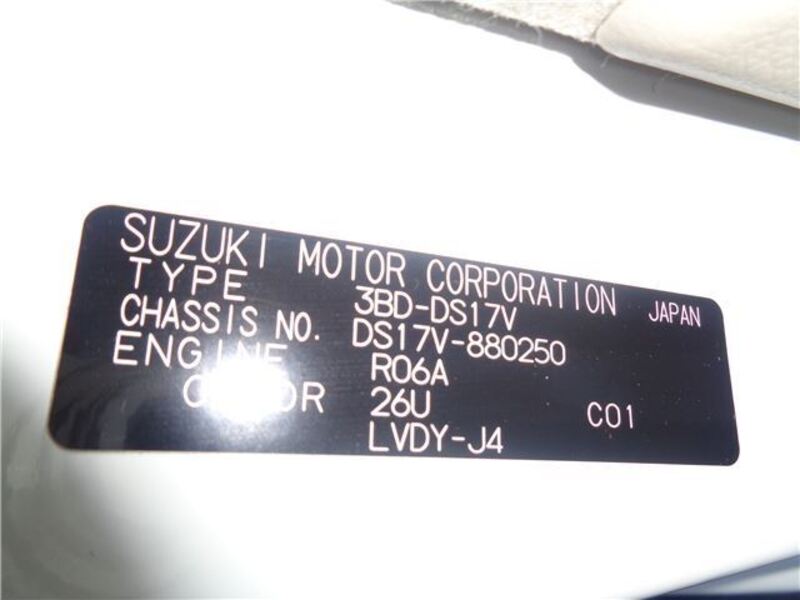 SUZUKI MOTOR CORPORATION JAPAN
TYPE 3BD-DS17V
CHASSIS NO. DS17V-880250
ENGINE R06A
26U C01
LVDY-J4